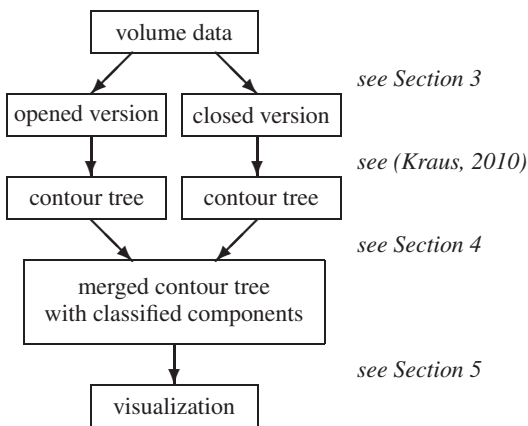 volume data
see Section 3
opened version
closed version
see (Kraus, 2010)
contour tree
contour tree
see Section 4
merged contour tree
with classified components
see Section 5
visualization